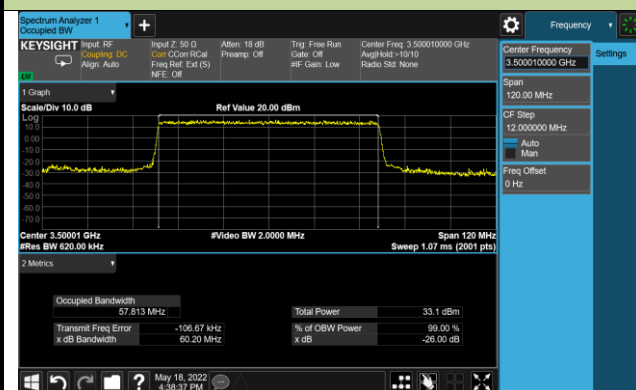 Spectrum Analyzer 1
Occupied BW
Frequency
KEYSIGHT
Input: RF
Coupling: DC
Align: Auto
Input Z: 50 Ω
Corr CCorr RCal
Freq Ref: Ext (S)
NFE: Off
Atten: 18 dB
Preamp: Off
Trig: Free Run
Gate: Off
#IF Gain: Low
Center Freq: 3.500010000 GHz
Avg|Hold:>10/10
Radio Std: None
Center Frequency
3.500010000 GHz
Settings
Span
120.00 MHz
CF Step
12.000000 MHz
Auto
Man
Freq Offset
0 Hz
1 Graph
Scale/Div 10.0 dB
Ref Value 20.00 dBm
Log
10.0
0.00
-10.0
-20.0
-30.0
-40.0
-50.0
-60.0
-70.0
Center 3.50001 GHz
#Video BW 2.0000 MHz
Span 120 MHz
#Res BW 620.00 kHz
Sweep 1.07 ms (2001 pts)
2 Metrics
Occupied Bandwidth
57.813 MHz
Total Power
33.1 dBm
Transmit Freq Error
-106.67 kHz
% of OBW Power
99.00 %
x dB Bandwidth
60.20 MHz
x dB
-26.00 dB
May 18, 2022
4:38:37 PM